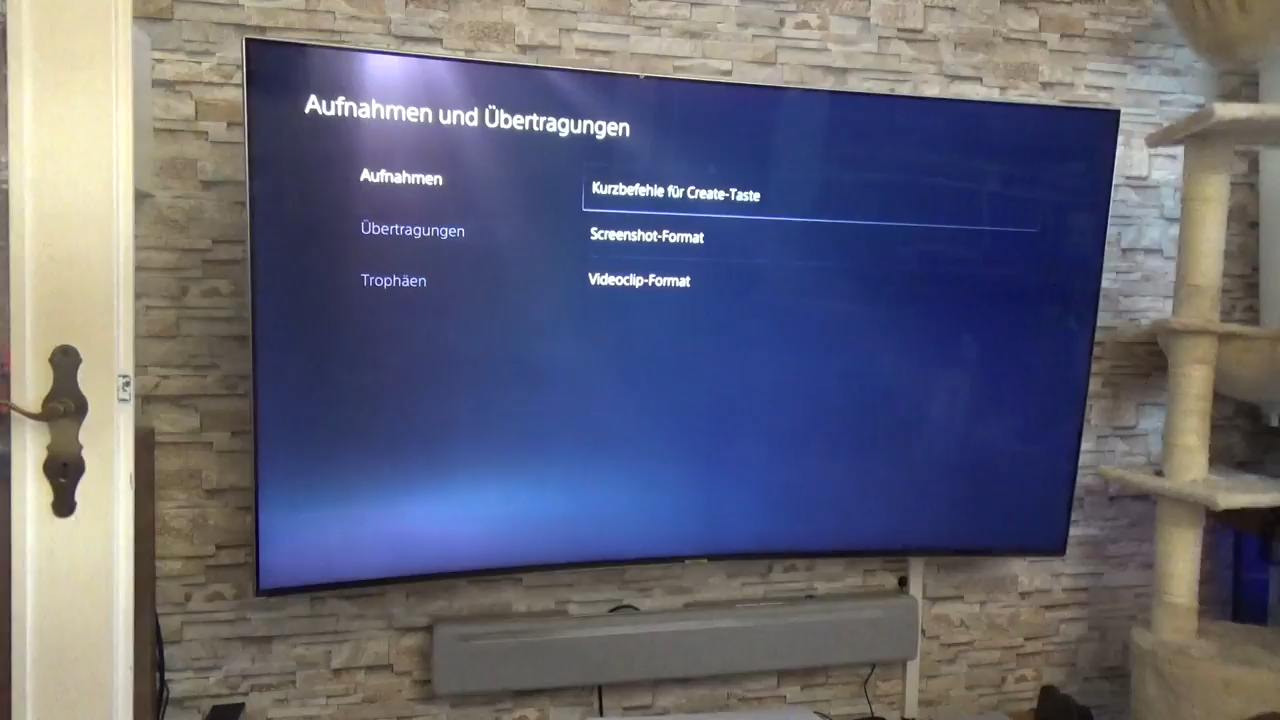 Aufnahmen und Übertragungen
Aufnahmen
Übertragungen
Trophäen
Kurzbefehle für Create-Taste
Screenshot-Format
Videoclip-Format